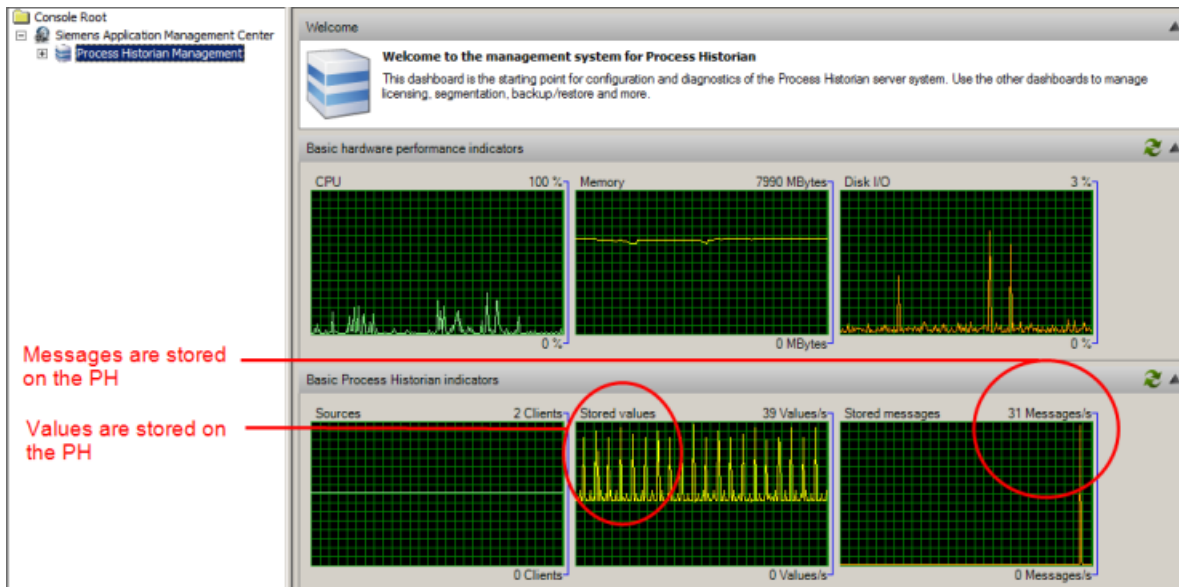 Console Root
Siemens Application Management Center
Process Historian Management
Welcome
Welcome to the management system for Process Historian
This dashboard is the starting point for configuration and diagnostics of the Process Historian server system. Use the other dashboards to manage
licensing, segmentation, backup/restore and more.
Basic hardware performance indicators
CPU 100 % Memory 7990 MBytes Disk I/O 3 %
0 % 0 MBytes 0 %
Messages are stored
on the PH
Basic Process Historian indicators
Sources 2 Clients Stored values 39 Values/s Stored messages 31 Messages/s
Values are stored on
the PH
0 Clients 0 Values/s 0 Messages/s